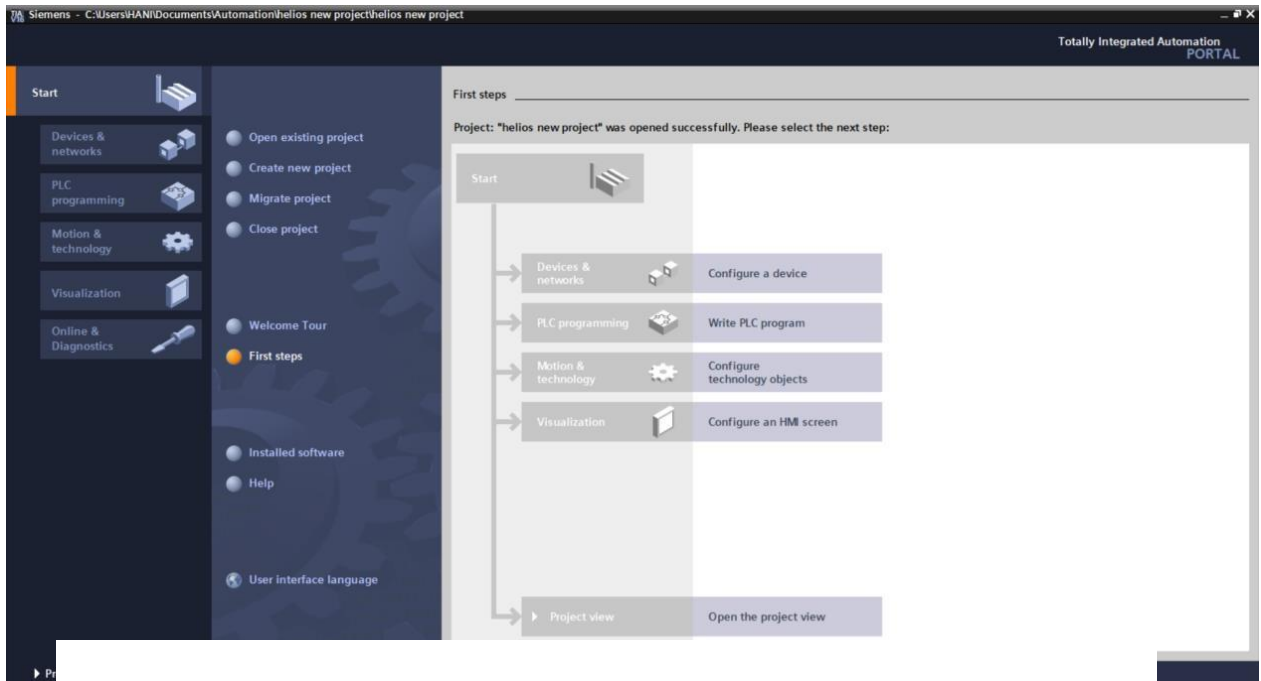 Siemens - C:\Users\HANI\Documents\Automation\helios new project\helios new project
Totally Integrated Automation
PORTAL
Start
Devices &
networks
PLC
programming
Motion &
technology
Visualization
Online &
Diagnostics
Open existing project
Create new project
Migrate project
Close project
Welcome Tour
First steps
Installed software
Help
User interface language
First steps
Project: "helios new project" was opened successfully. Please select the next step:
Start
Devices &
networks
Configure a device
PLC programming
Write PLC program
Motion &
technology
Configure
technology objects
Visualization
Configure an HMI screen
Project view
Open the project view